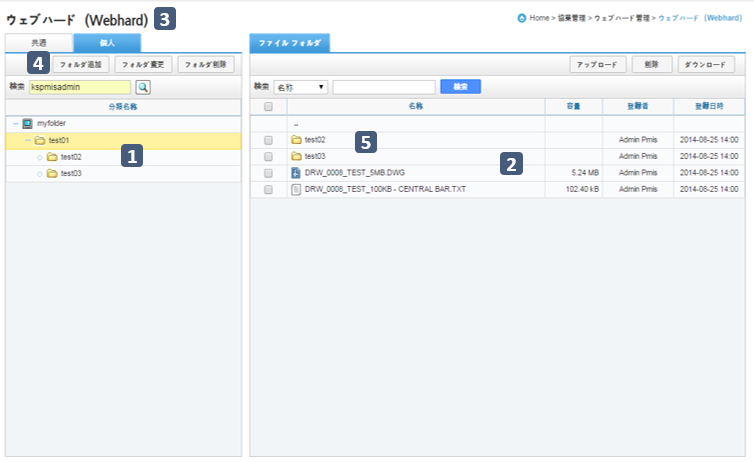 ウェブハード (Webhard) 3
Home > 協業管理 > ウェブハード管理 > ウェブハード (Webhard)
共通 個人
4 フォルダ追加 フォルダ変更 フォルダ削除
検索 kspmisadmin
分類名称
myfolder
test01
test02 1
test03
ファイル フォルダ
アップロード 削除 ダウンロード
検索 名称 検索
名称 容量 登録者 登録日時
..
test02 5 Admin Pmis 2014-08-25 14:00
test03 2 Admin Pmis 2014-08-25 14:00
DRW_0008_TEST_5MB.DWG 5.24 MB Admin Pmis 2014-08-25 14:00
DRW_0008_TEST_100KB - CENTRAL BAR.TXT 102.40 kB Admin Pmis 2014-08-25 14:00